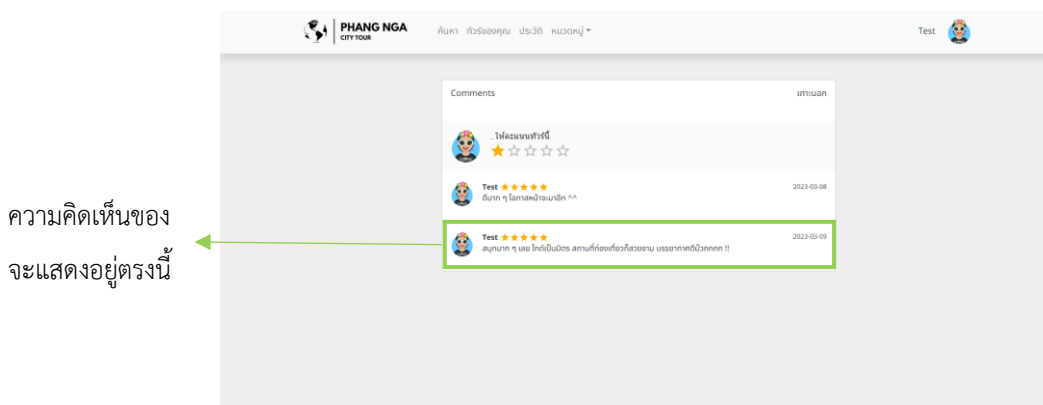 PHANG NGA
CITY TOUR
ค้นหา ทัวร์ของคุณ ประวัติ หมวดหมู่
Test
Comments
เกาะนอก
...ให้คะแนนทัวร์นี้
Test
2023-03-08
ดีมาก ๆ โอกาสหน้าจะมาอีก ^^
Test
2023-03-09
สนุกมาก ๆ เลย ไกด์เป็นมิตร สถานที่ท่องเที่ยวก็สวยงาม บรรยากาศดีม๊วกกกก !!
ความคิดเห็นของ
จะแสดงอยู่ตรงนี้